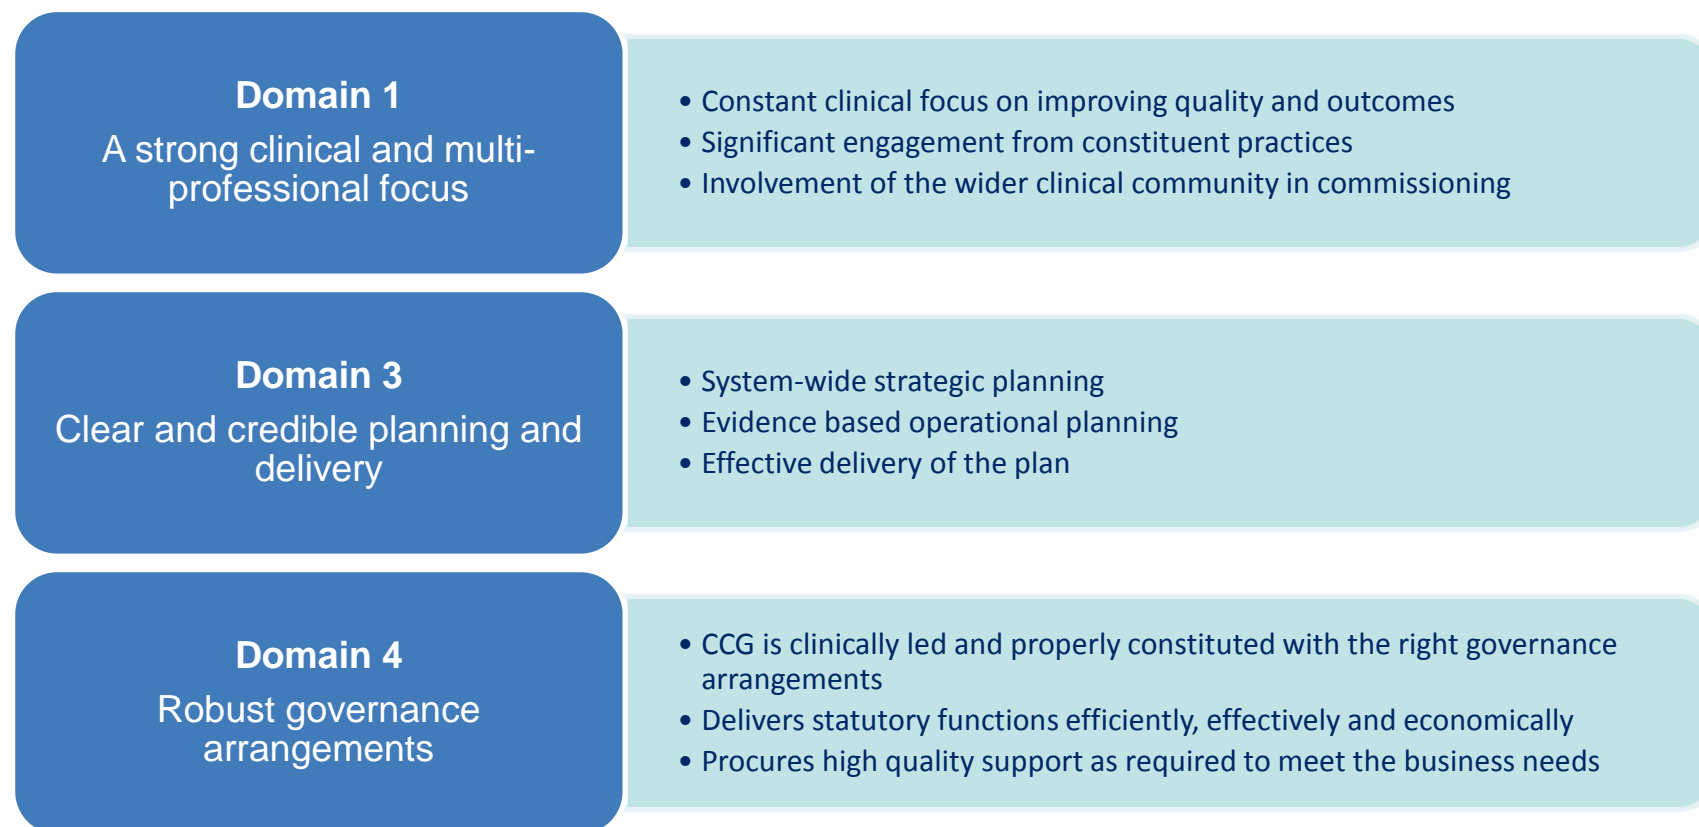 Domain 1
A strong clinical and multi-
professional focus
• Constant clinical focus on improving quality and outcomes
• Significant engagement from constituent practices
• Involvement of the wider clinical community in commissioning
Domain 3
Clear and credible planning and
delivery
• System-wide strategic planning
• Evidence based operational planning
• Effective delivery of the plan
Domain 4
Robust governance
arrangements
• CCG is clinically led and properly constituted with the right governance
arrangements
• Delivers statutory functions efficiently, effectively and economically
• Procures high quality support as required to meet the business needs